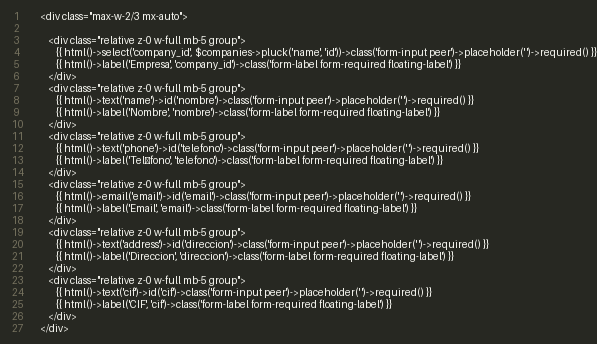 1 <div class="max-w-2/3 mx-auto">
2
3 <div class="relative z-0 w-full mb-5 group">
4 {{ html()->select('company_id', $companies->pluck('name', 'id'))->class('form-input peer')->placeholder('')->required() }}
5 {{ html()->label('Empresa', 'company_id')->class('form-label form-required floating-label') }}
6 </div>
7 <div class="relative z-0 w-full mb-5 group">
8 {{ html()->text('name')->id('nombre')->class('form-input peer')->placeholder('')->required() }}
9 {{ html()->label('Nombre', 'nombre')->class('form-label form-required floating-label') }}
10 </div>
11 <div class="relative z-0 w-full mb-5 group">
12 {{ html()->text('phone')->id('telefono')->class('form-input peer')->placeholder('')->required() }}
13 {{ html()->label('Tel�fono', 'telefono')->class('form-label form-required floating-label') }}
14 </div>
15 <div class="relative z-0 w-full mb-5 group">
16 {{ html()->email('email')->id('email')->class('form-input peer')->placeholder('')->required() }}
17 {{ html()->label('Email', 'email')->class('form-label form-required floating-label') }}
18 </div>
19 <div class="relative z-0 w-full mb-5 group">
20 {{ html()->text('address')->id('direccion')->class('form-input peer')->placeholder('')->required() }}
21 {{ html()->label('Direccion', 'direccion')->class('form-label form-required floating-label') }}
22 </div>
23 <div class="relative z-0 w-full mb-5 group">
24 {{ html()->text('cif')->id('cif')->class('form-input peer')->placeholder('')->required() }}
25 {{ html()->label('CIF', 'cif')->class('form-label form-required floating-label') }}
26 </div>
27 </div>